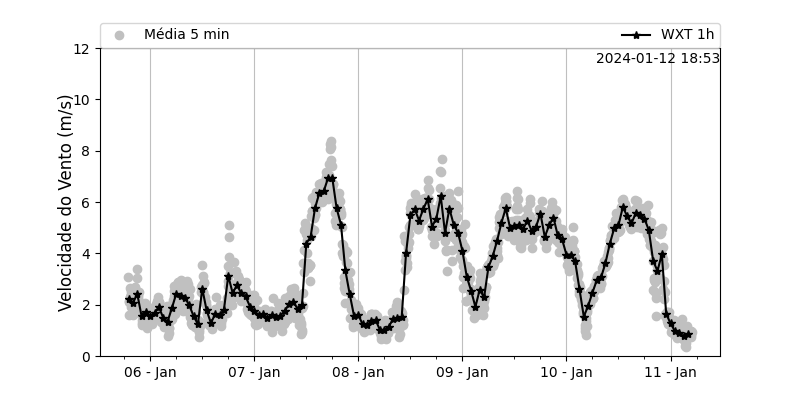 Média 5 min
WXT 1h
2024-01-12 18:53
Velocidade do Vento (m/s)
12
10
8
6
4
2
0
06 - Jan
07 - Jan
08 - Jan
09 - Jan
10 - Jan
11 - Jan